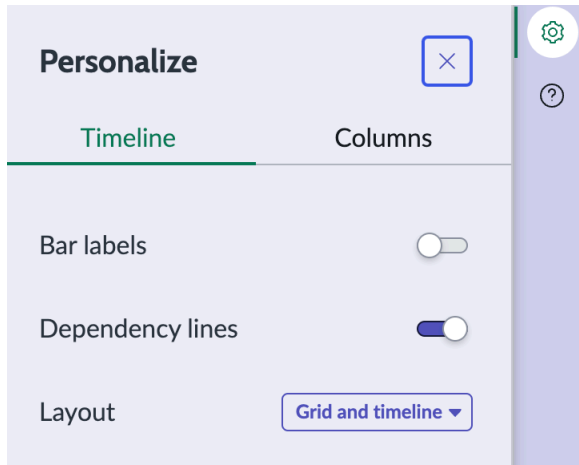 Personalize
Timeline Columns
Bar labels
Dependency lines
Layout Grid and timeline